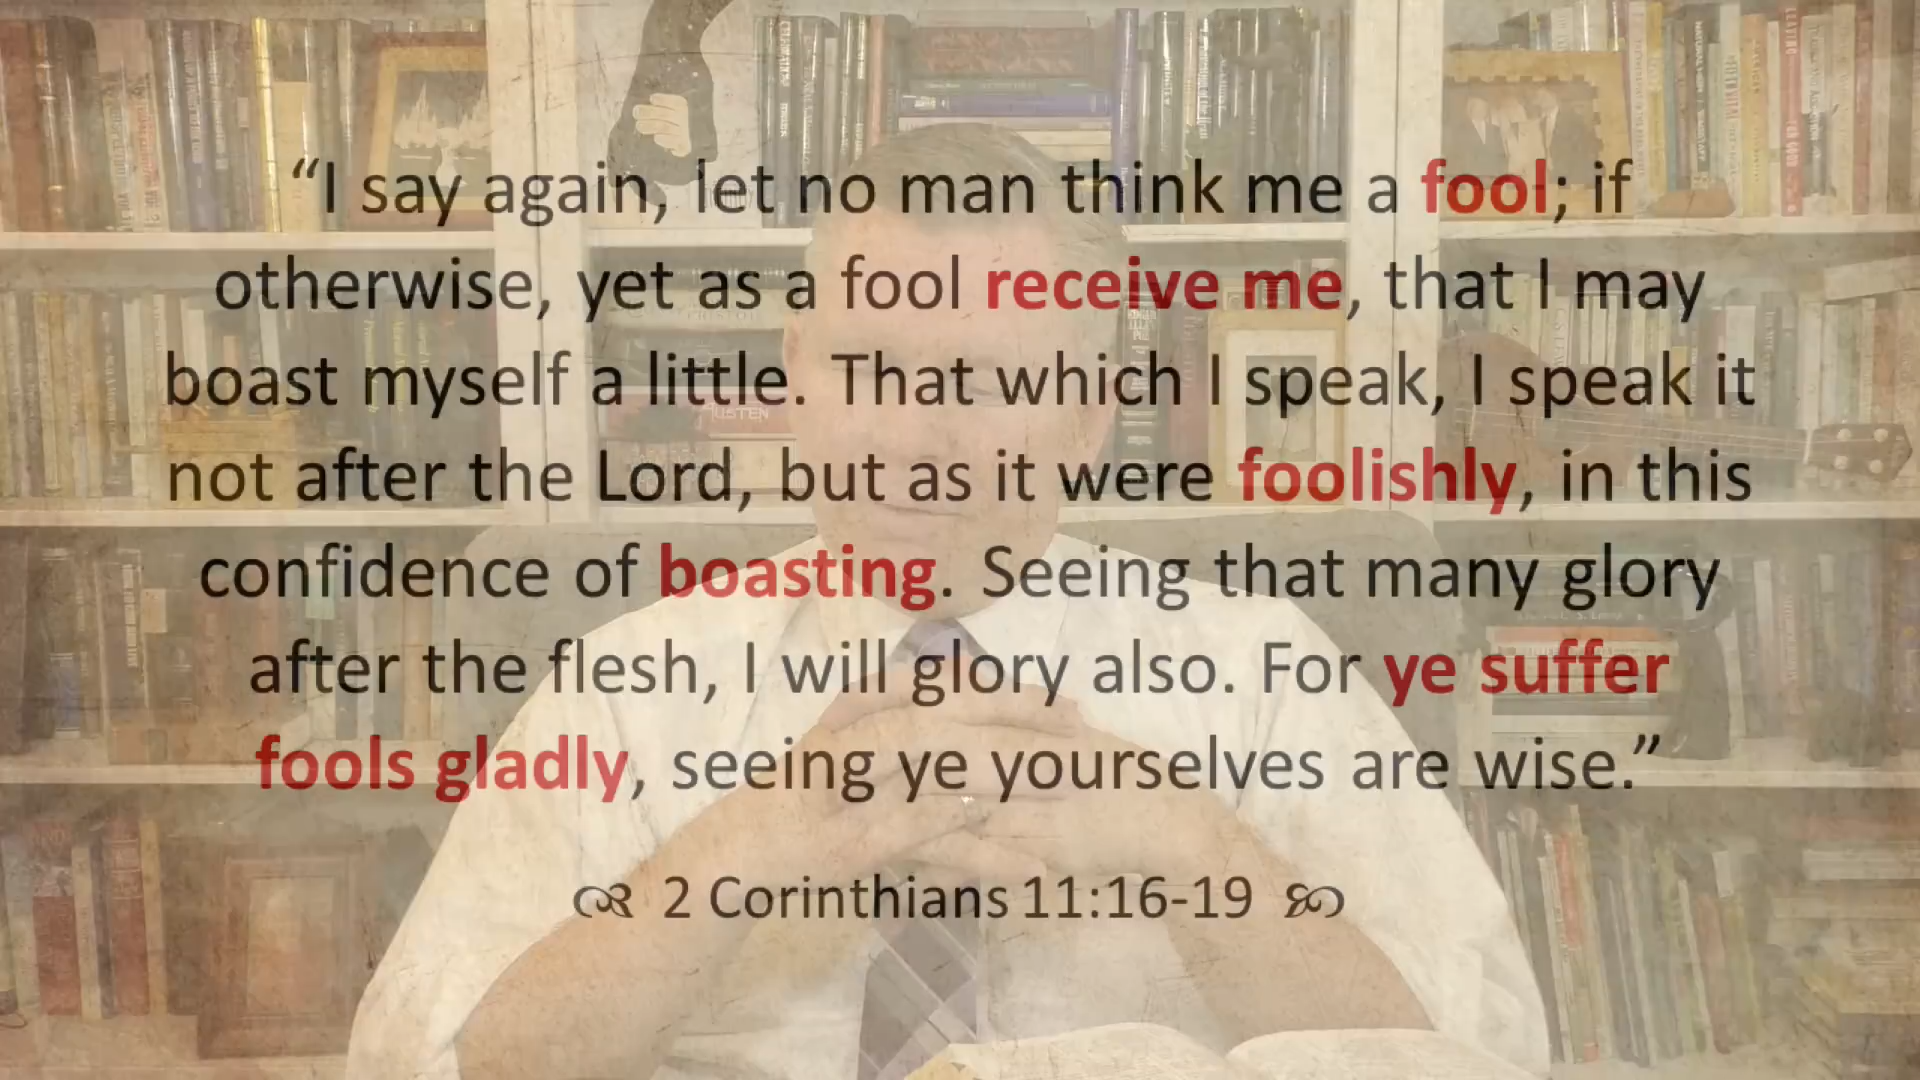 “I say again, let no man think me a fool; if
otherwise, yet as a fool receive me, that I may
boast myself a little. That which I speak, I speak it
not after the Lord, but as it were foolishly, in this
confidence of boasting. Seeing that many glory
after the flesh, I will glory also. For ye suffer
fools gladly, seeing ye yourselves are wise.”
2 Corinthians 11:16-19
AUSTEN